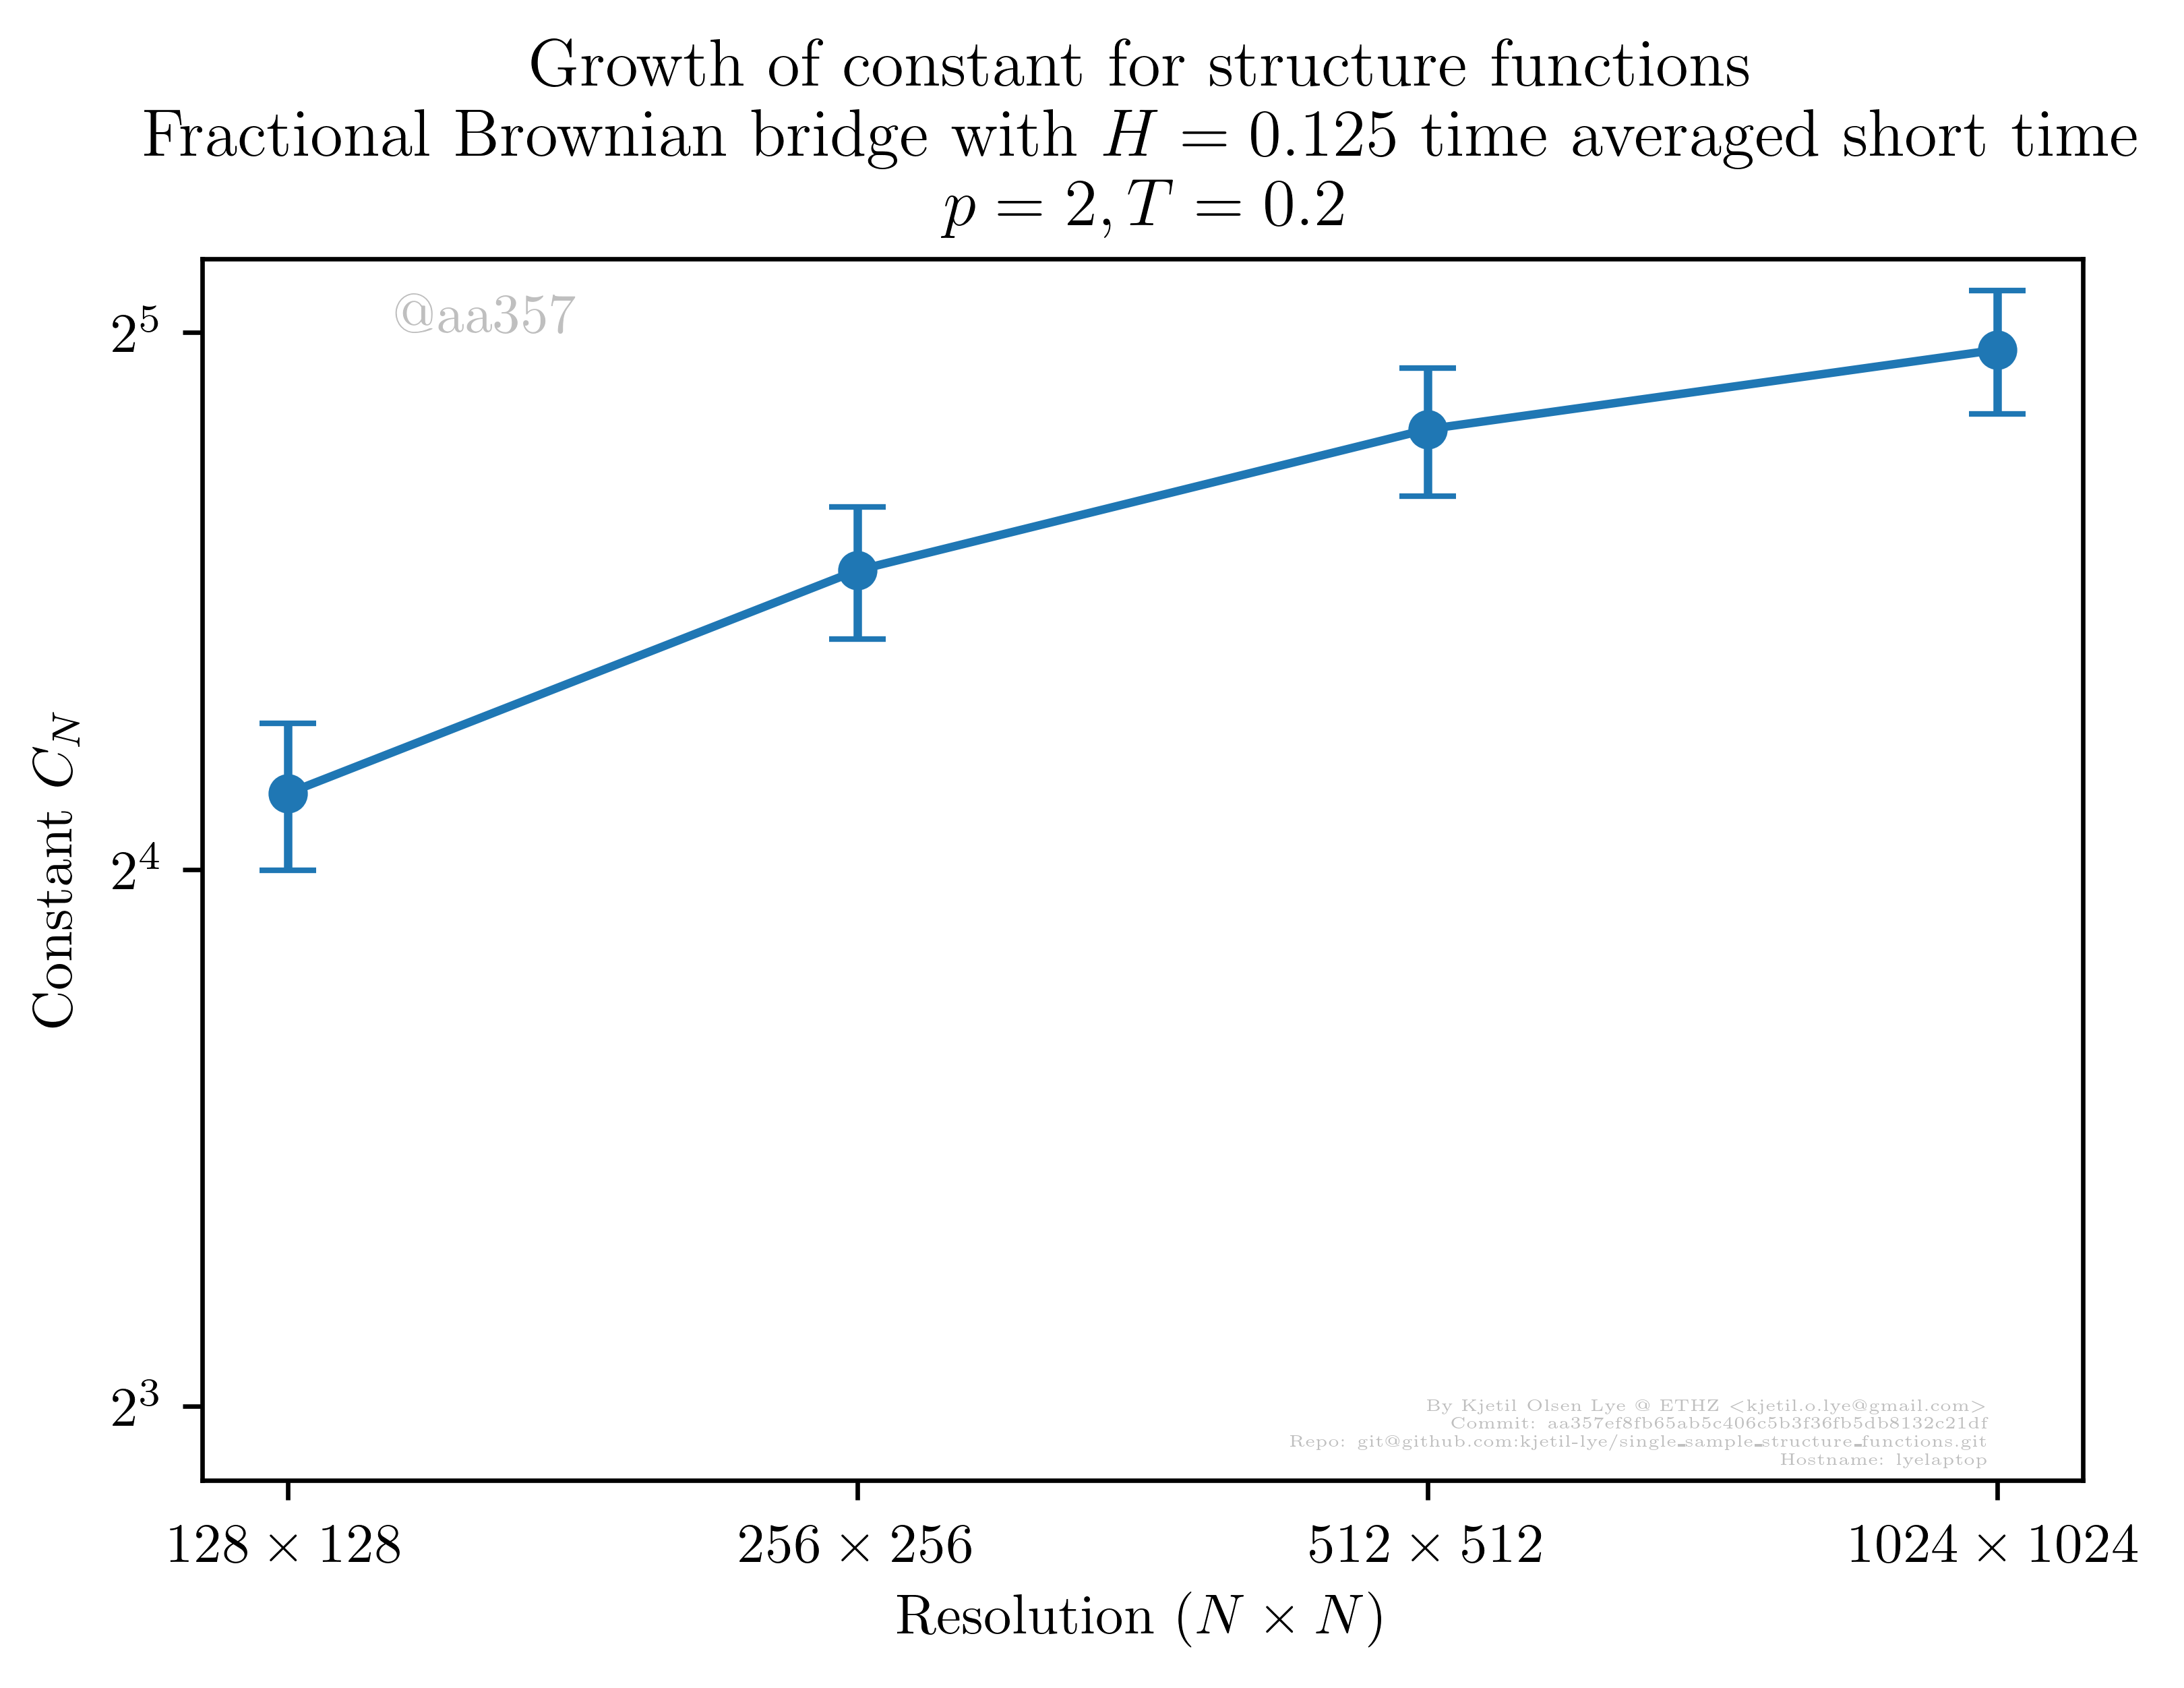 Growth of constant for structure functions
Fractional Brownian bridge with H = 0.125 time averaged short time
p = 2, T = 0.2
@aa357
2^5
2^4
2^3
Constant C_N
By Kjetil Olsen Lye @ ETHZ <kjetil.o.lye@gmail.com>
Commit: aa357ef8fb65ab5c406c5b3f36fb5db8132c21df
Repo: git@github.com:kjetil-lye/single_sample_structure_functions.git
Hostname: lyelaptop
128 × 128
256 × 256
512 × 512
1024 × 1024
Resolution (N × N)